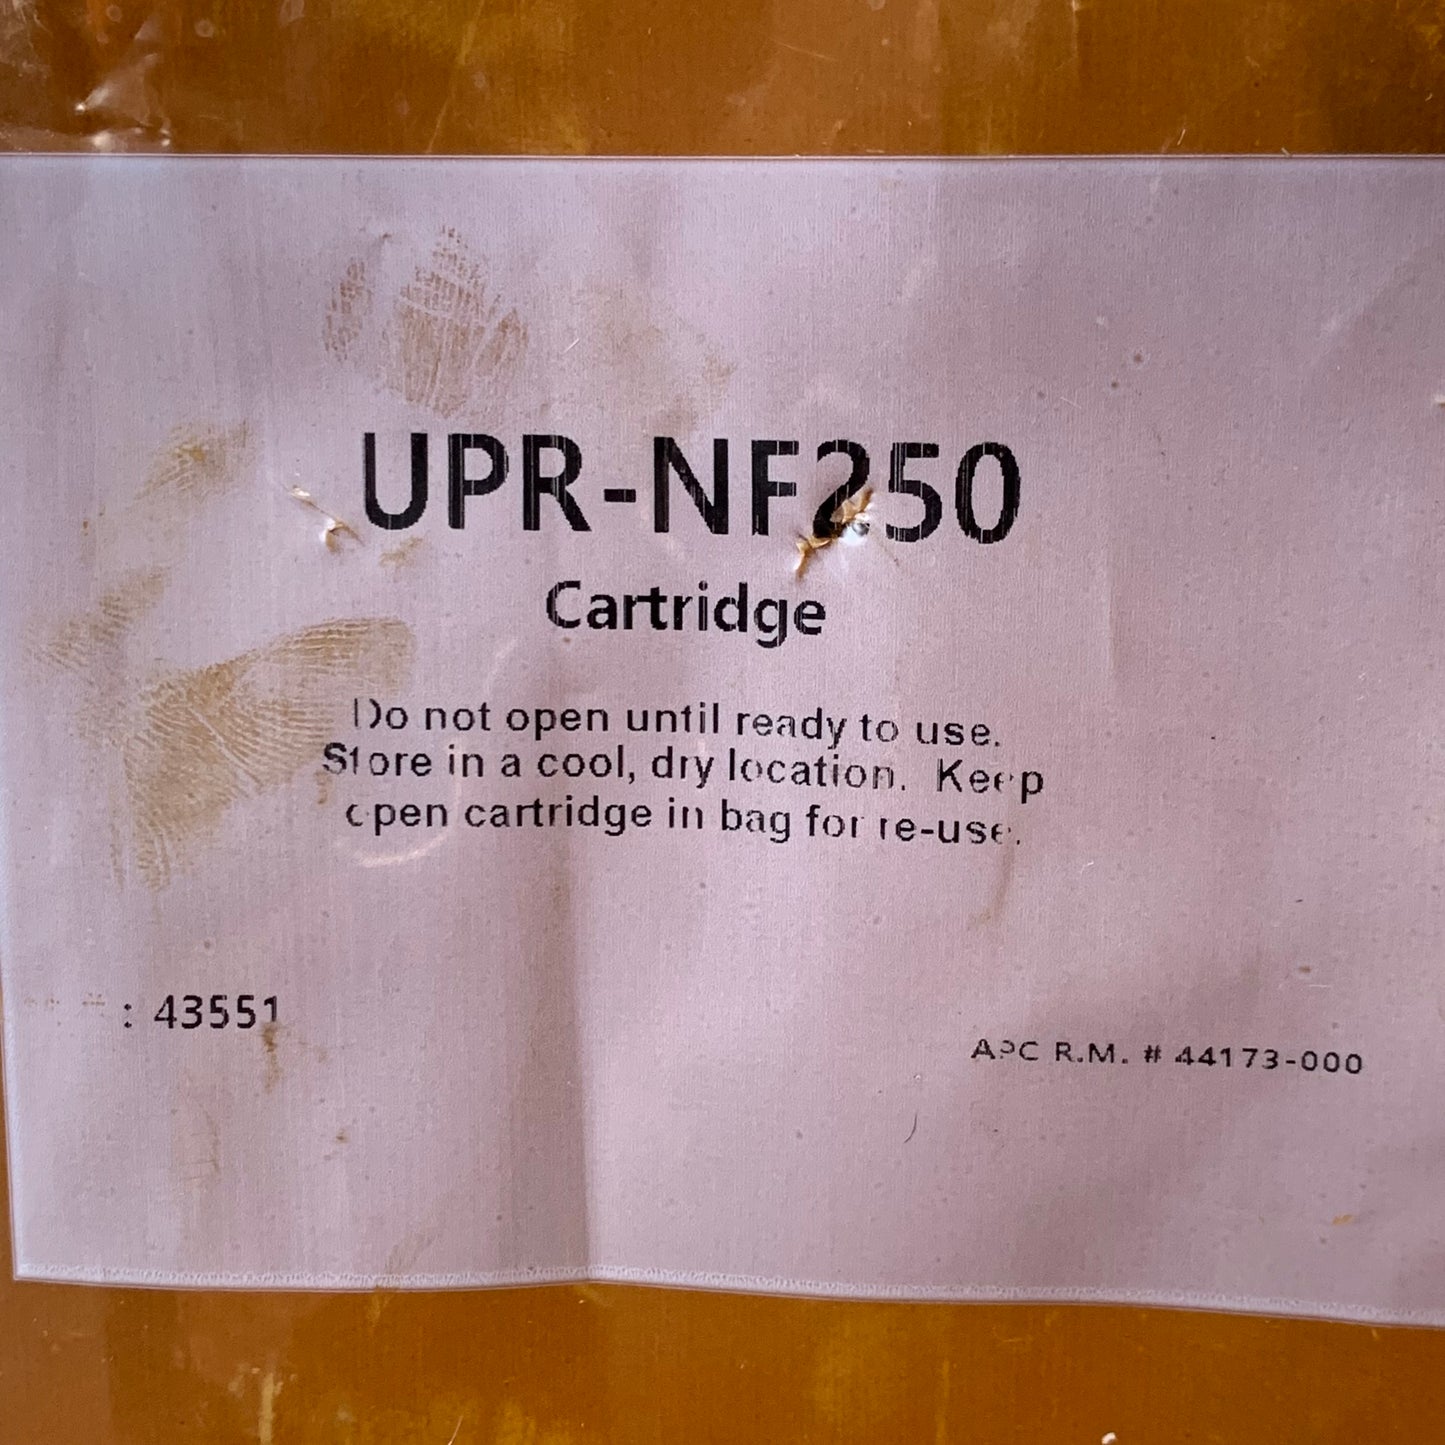 UPR-NF250
Cartridge
Do not open until ready to use.
Store in a cool, dry location. Keep
open cartridge in bag for re-use.
: 43551
APC R.M. # 44173-000